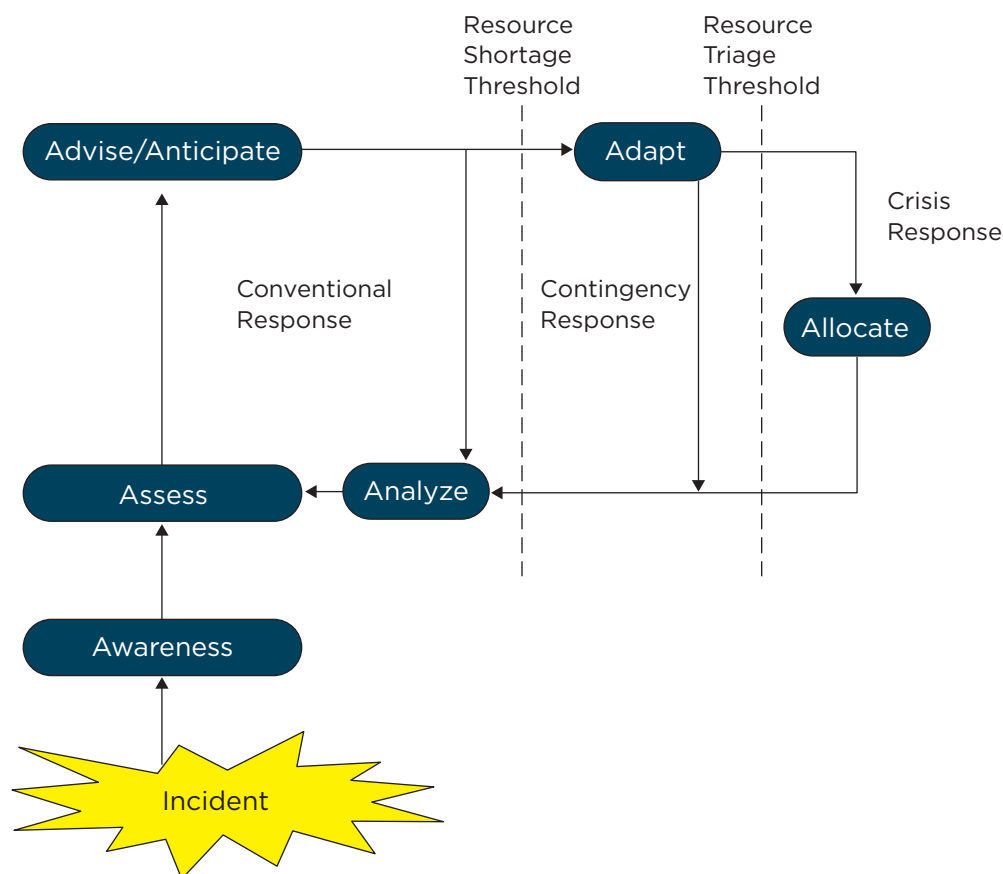 Resource
Shortage
Threshold
Resource
Triage
Threshold
Advise/Anticipate
Adapt
Crisis
Response
Conventional
Response
Contingency
Response
Allocate
Assess
Analyze
Awareness
Incident